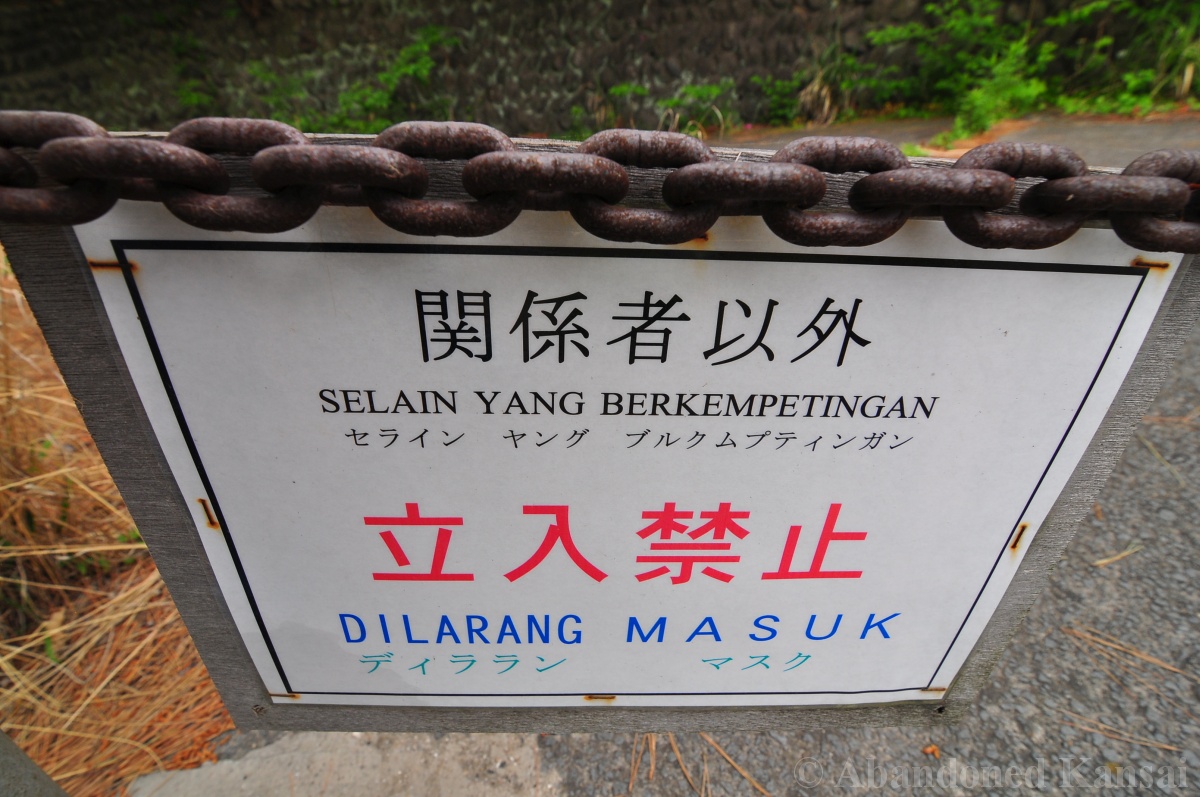 関係者以外
SELAIN YANG BERKEMPETINGAN
セライン ヤング ブルクムプティンガン
立入禁止
DILARANG MASUK
ディララン マスク
© Abandoned Kansai